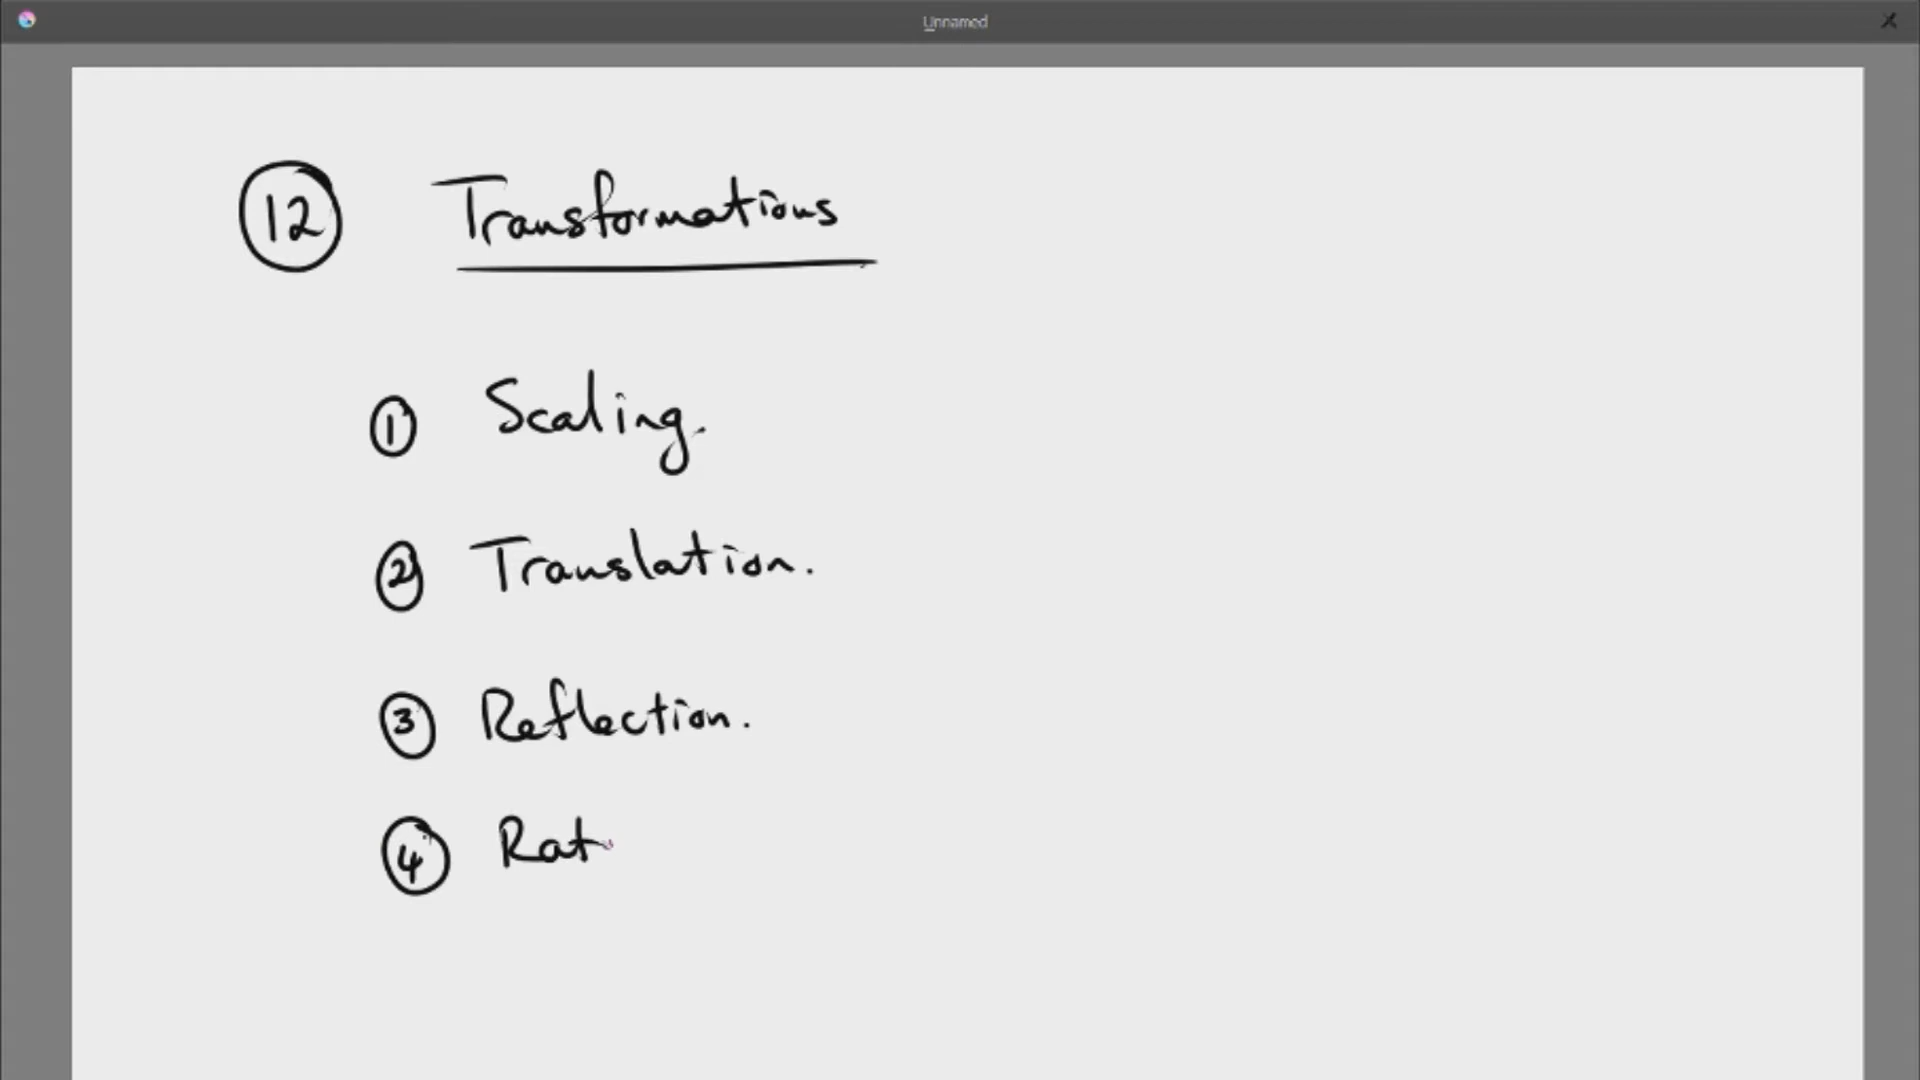 Unnamed
12 Transformations
1 Scaling.
2 Translation.
3 Reflection.
4 Rot